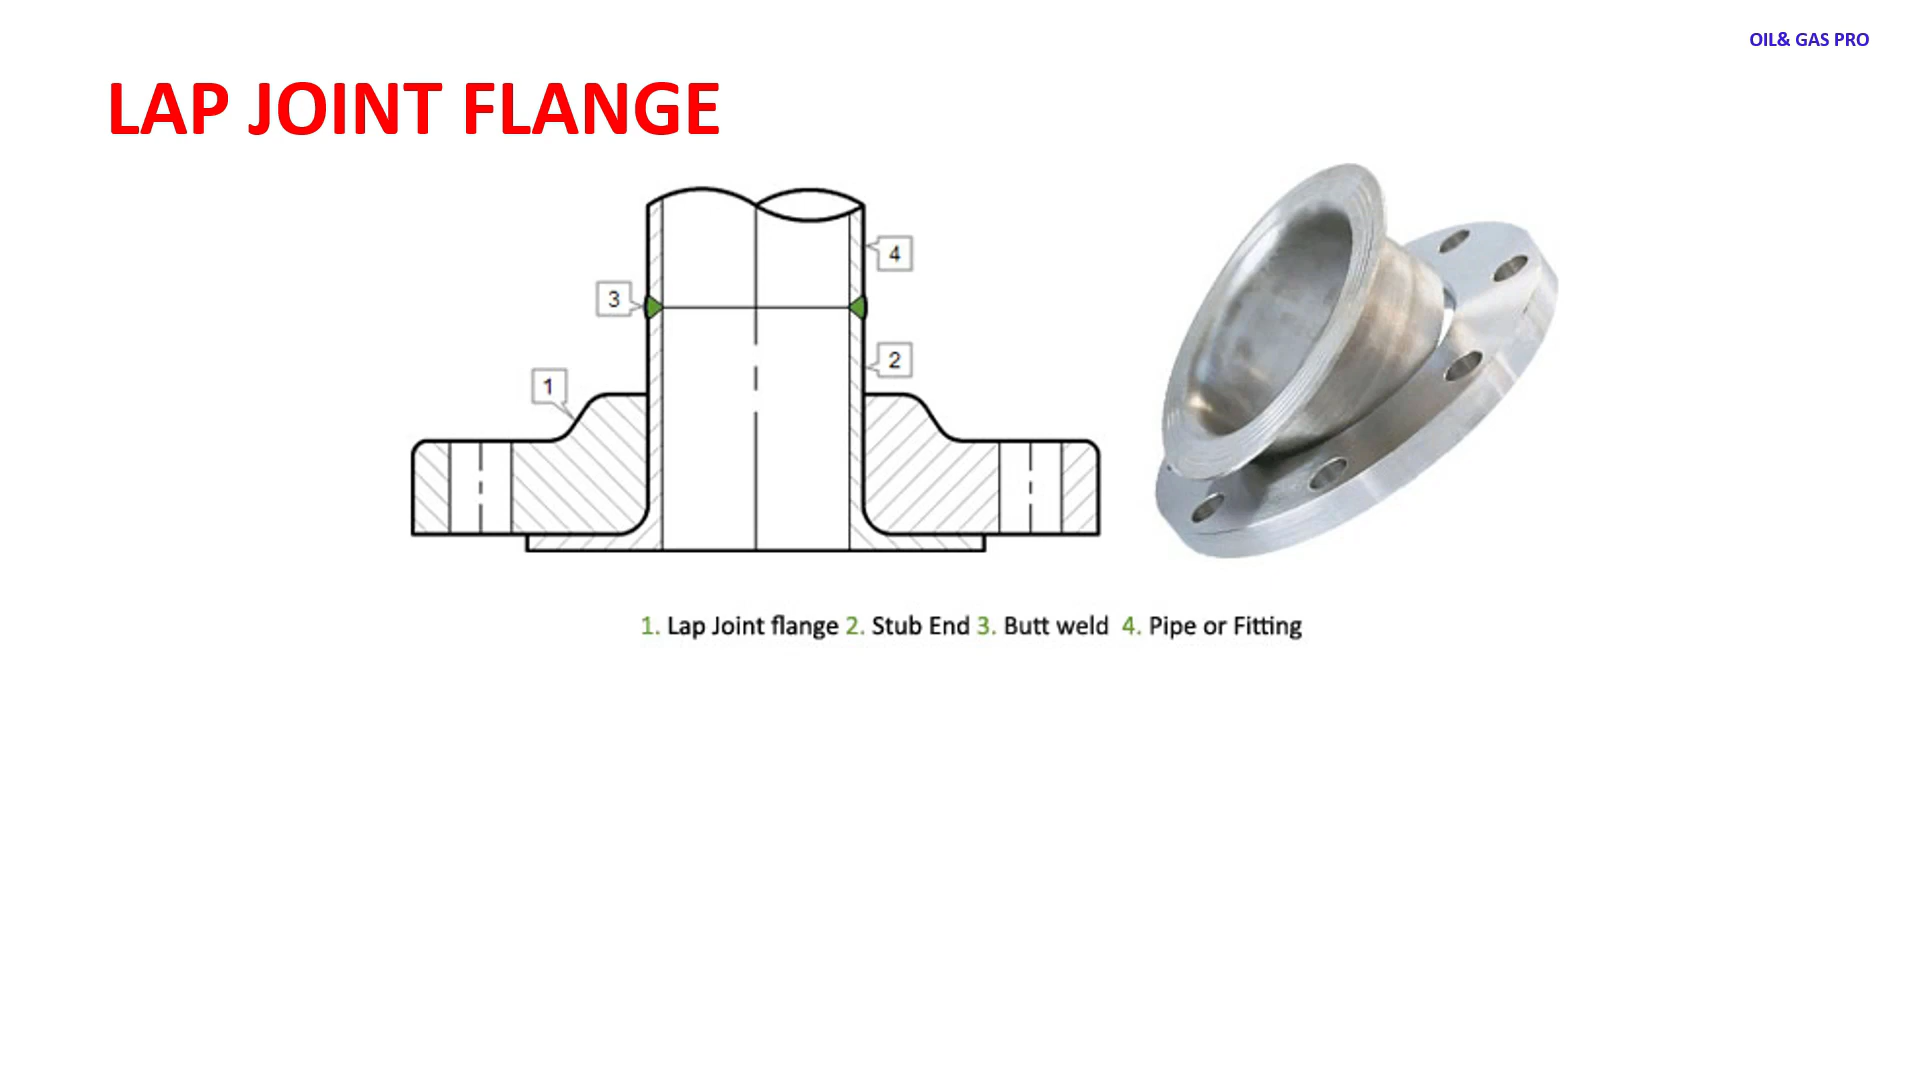 OIL& GAS PRO
LAP JOINT FLANGE
4
3
2
1
1. Lap Joint flange 2. Stub End 3. Butt weld 4. Pipe or Fitting